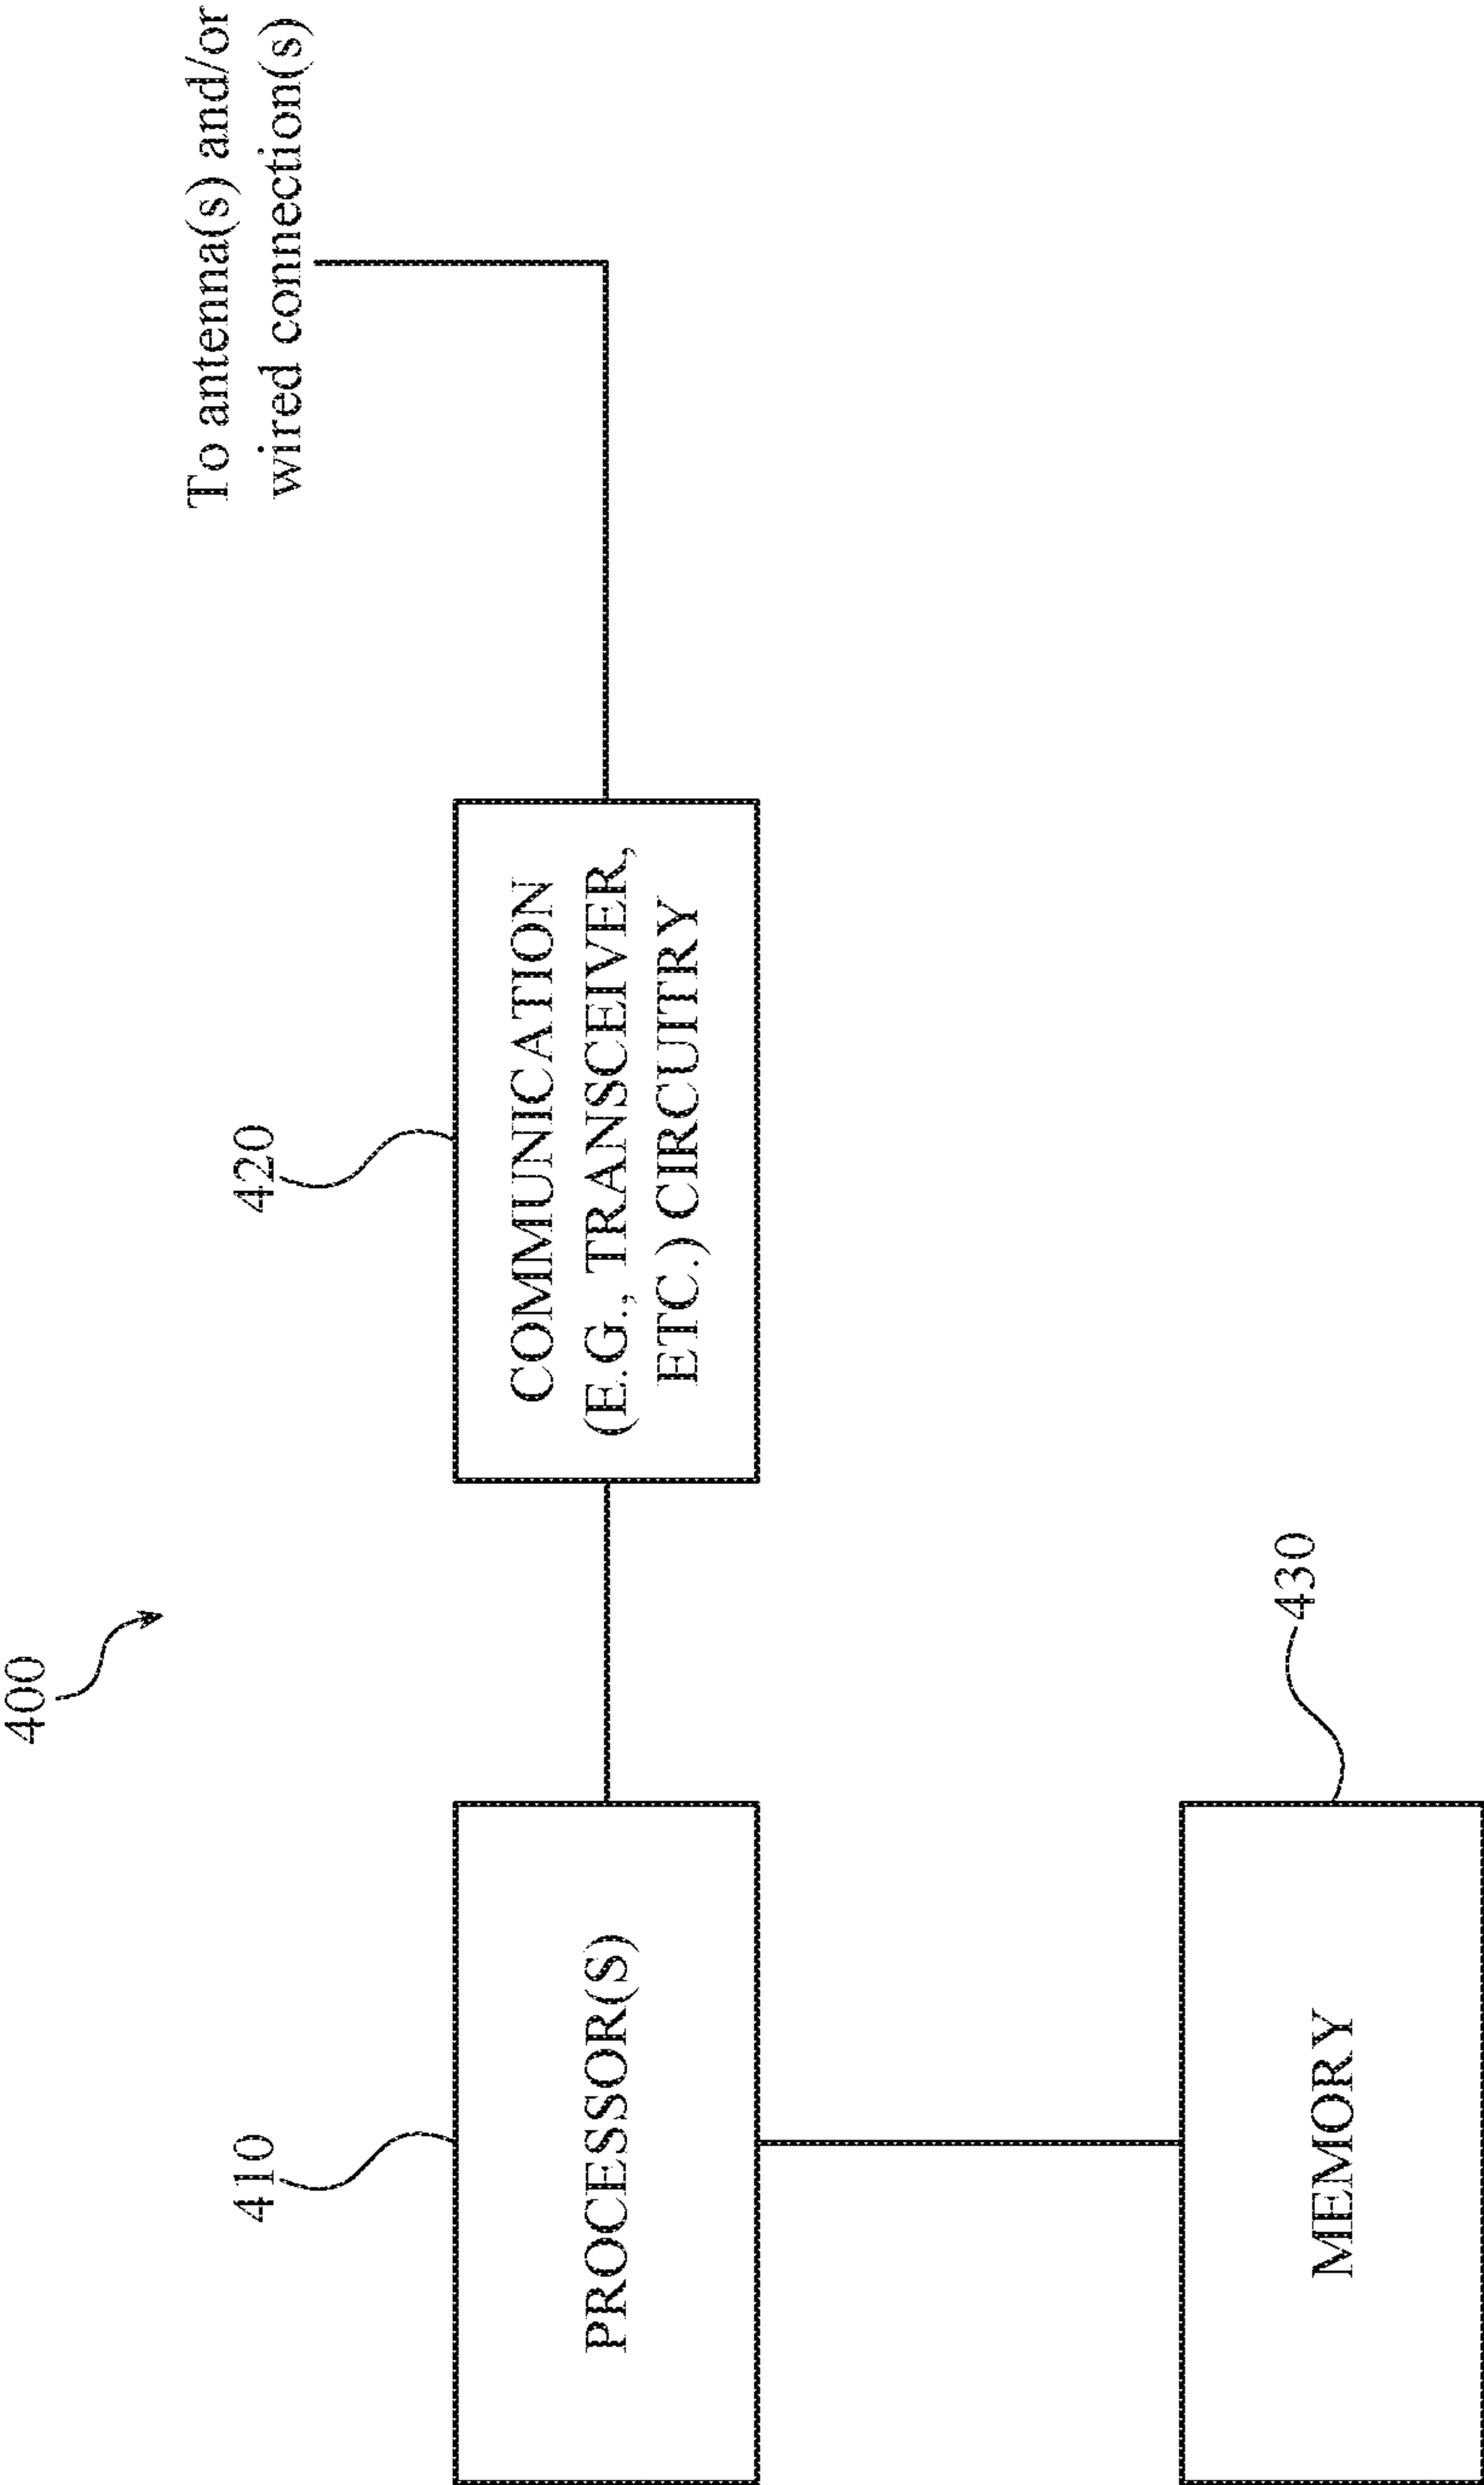 400
To antenna(s) and/or
wired connection(s)
410
420
PROCESSOR(S)
COMMUNICATION
(E.G., TRANSCEIVER,
ETC.) CIRCUITRY
430
MEMORY